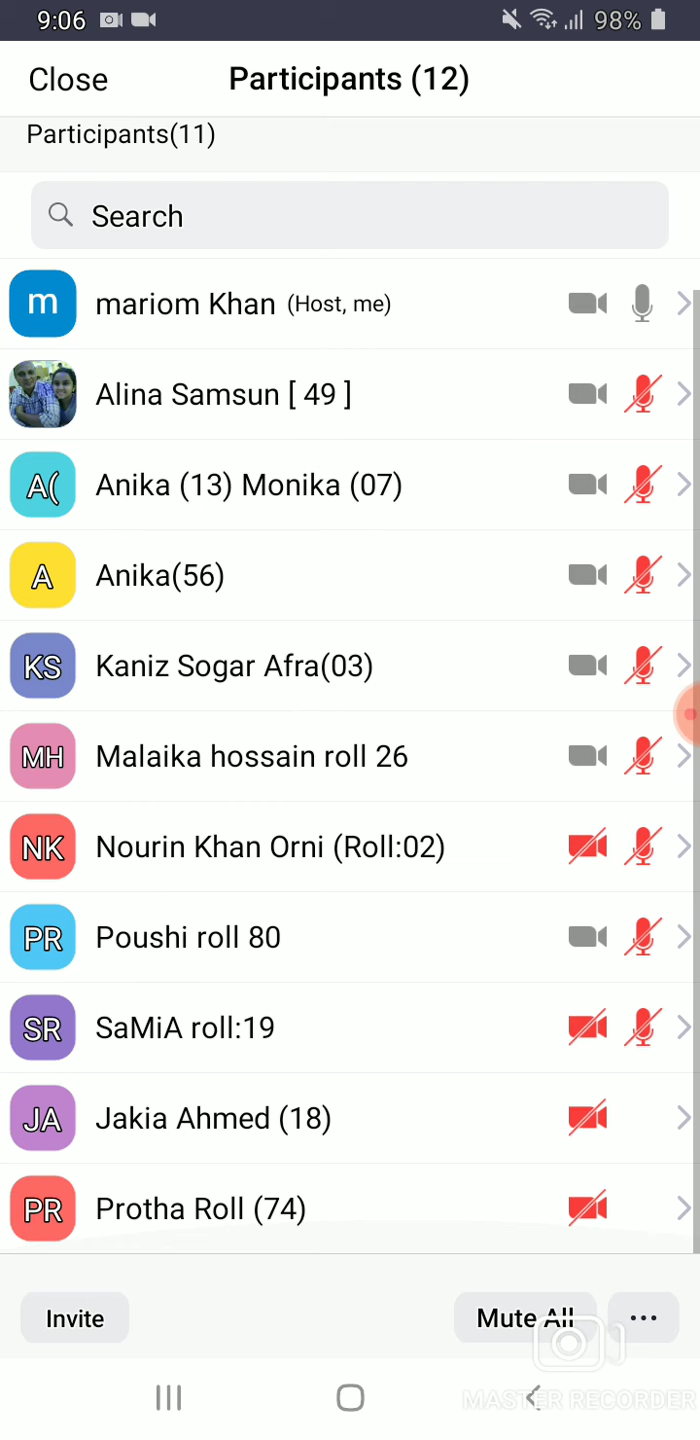 9:06 98%
Close Participants (12)
Participants(11)
Search
m mariom Khan (Host, me)
Alina Samsun [ 49 ]
A( Anika (13) Monika (07)
A Anika(56)
KS Kaniz Sogar Afra(03)
MH Malaika hossain roll 26
NK Nourin Khan Orni (Roll:02)
PR Poushi roll 80
SR SaMiA roll:19
JA Jakia Ahmed (18)
PR Protha Roll (74)
Invite Mute All ...
MASTER RECORDER